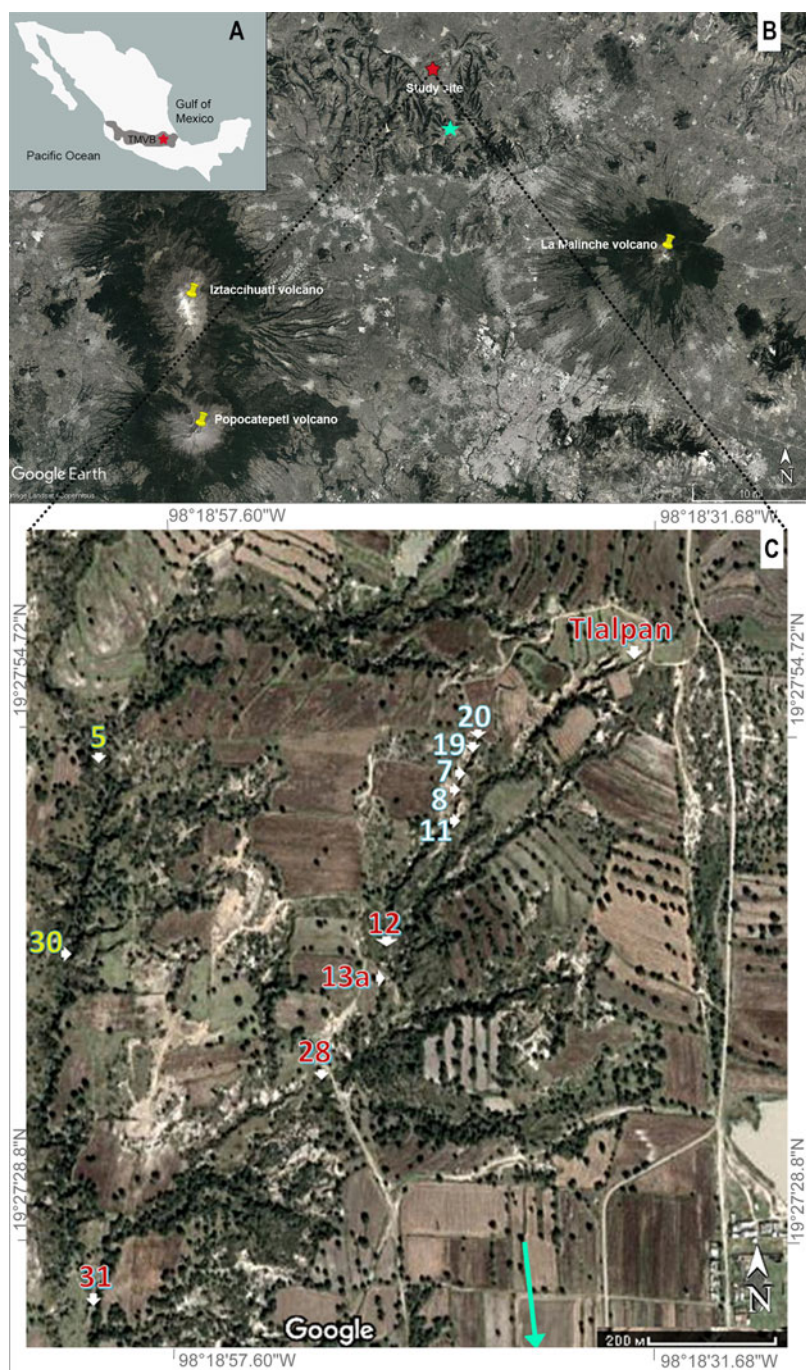 A
Gulf of
Mexico
TMVB
Pacific Ocean
B
Study site
La Malinche volcano
Iztaccihuatl volcano
Popocatepetl volcano
Google Earth
N
98°18'57.60"W
98°18'31.68"W
C
19°27'54.72"N
19°27'54.72"N
Tlalpan
20
19
5
7
8
11
12
30
13a
28
19°27'28.8"N
19°27'28.8"N
31
N
Google
200 м
98°18'57.60"W
98°18'31.68"W